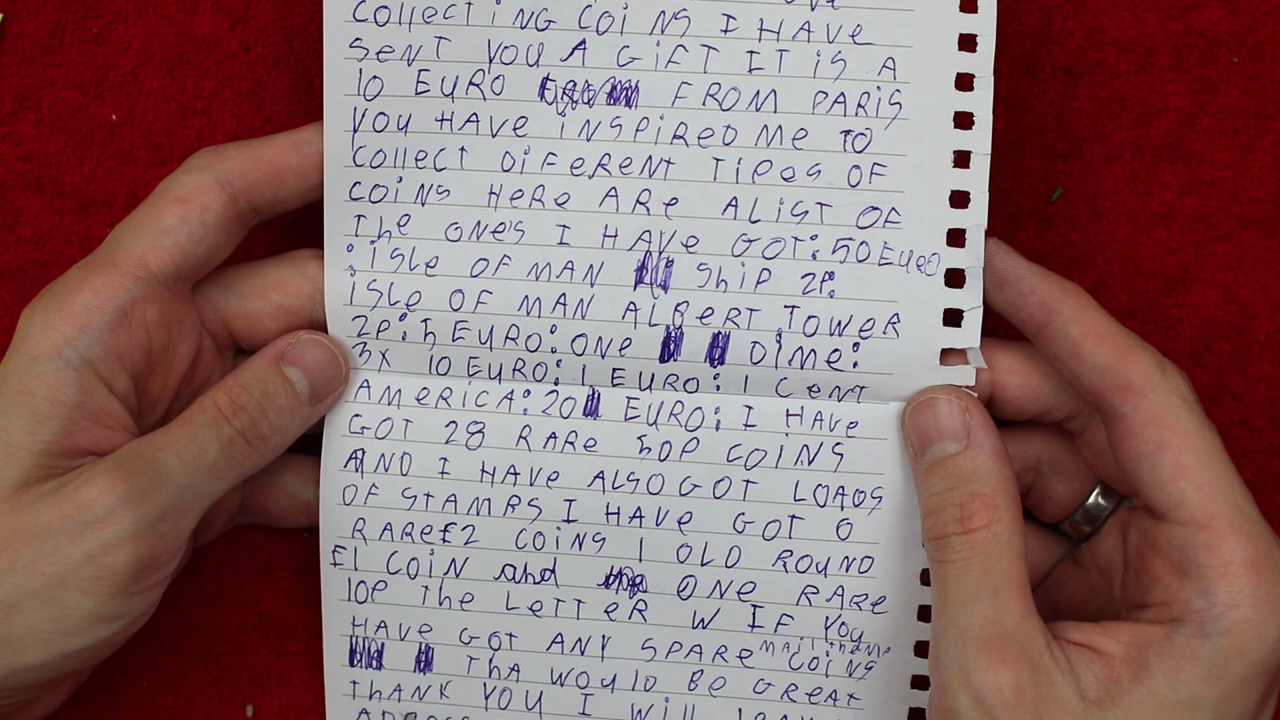 COllecTiNG COiNS I HAVe
SeNT YOU A GiFT IT iS A
10 EURO FROM PARiS
YOU HAVe iNSPiReD Me TO
COlleCT DiFeReNT TiPes OF
COiNS HeRe ARe A LiST OF
The ONe'S I HAVe GOT: 50 EURO
: iSle OF MAN ShiP 2P:
iSLe OF MAN ALBeRT TOWeR
2P: 5 EURO: ONe DiMe:
3X 10 EURO: 1 EURO: 1 CeNT
AMeRiCA: 20 EURO: I HAVe
GOT 28 RARe 50P COiNS
AND I HAVe ALSO GOT LOADS
OF STAMPS I HAVe GOT 0
RARe £2 COiNS 1 OLD ROUND
£1 COiN and ONe RARe
10P The LeTTeR W IF YOU
HAVe GOT ANY SPARe MAil theMe
COiNS
ThA WOUlD Be GReAt
ThANK YOU I Will